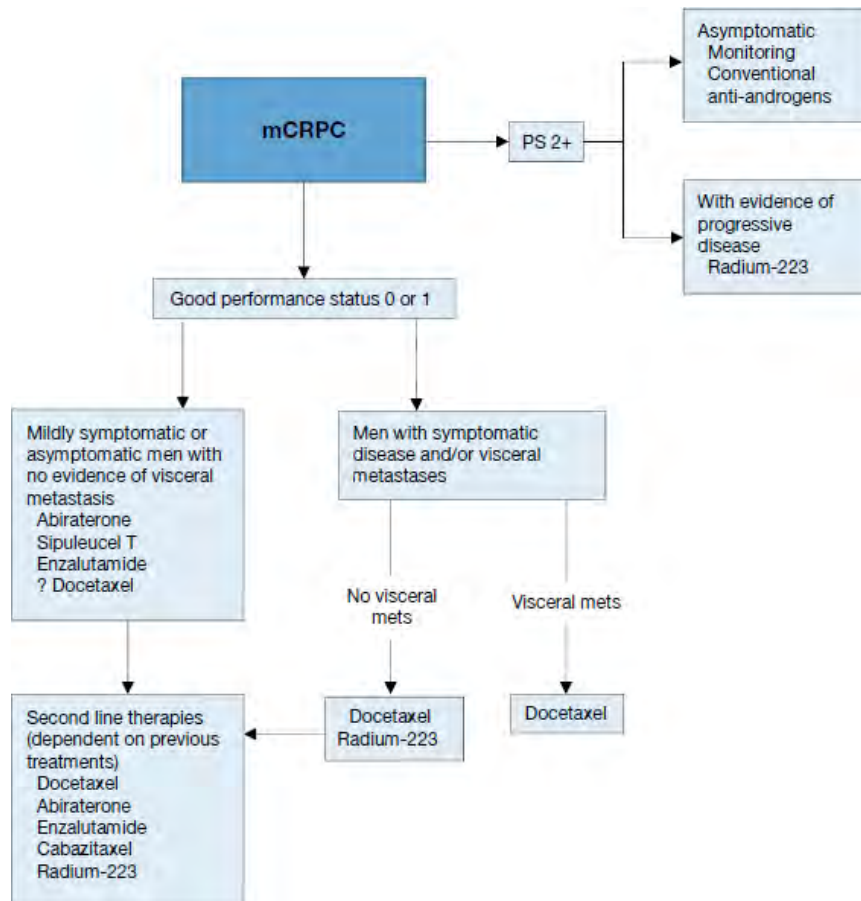 mCRPC
PS 2+
Asymptomatic
Monitoring
Conventional
anti-androgens
With evidence of
progressive
disease
Radium-223
Good performance status 0 or 1
Mildly symptomatic or
asymptomatic men with
no evidence of visceral
metastasis
Abiraterone
Sipuleucel T
Enzalutamide
? Docetaxel
Men with symptomatic
disease and/or visceral
metastases
No visceral
mets
Visceral mets
Second line therapies
(dependent on previous
treatments)
Docetaxel
Abiraterone
Enzalutamide
Cabazitaxel
Radium-223
Docetaxel
Radium-223
Docetaxel